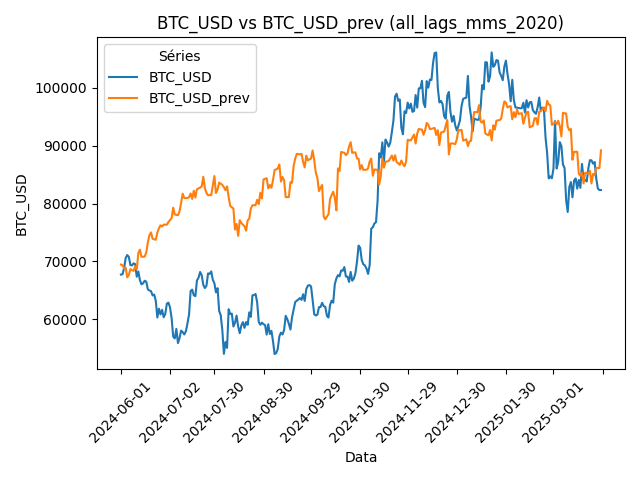 BTC_USD vs BTC_USD_prev (all_lags_mms_2020)
Séries
BTC_USD
BTC_USD_prev
BTC_USD
100000
90000
80000
70000
60000
2024-06-01
2024-07-02
2024-07-30
2024-08-30
2024-09-29
2024-10-30
2024-11-29
2024-12-30
2025-01-30
2025-03-01
Data